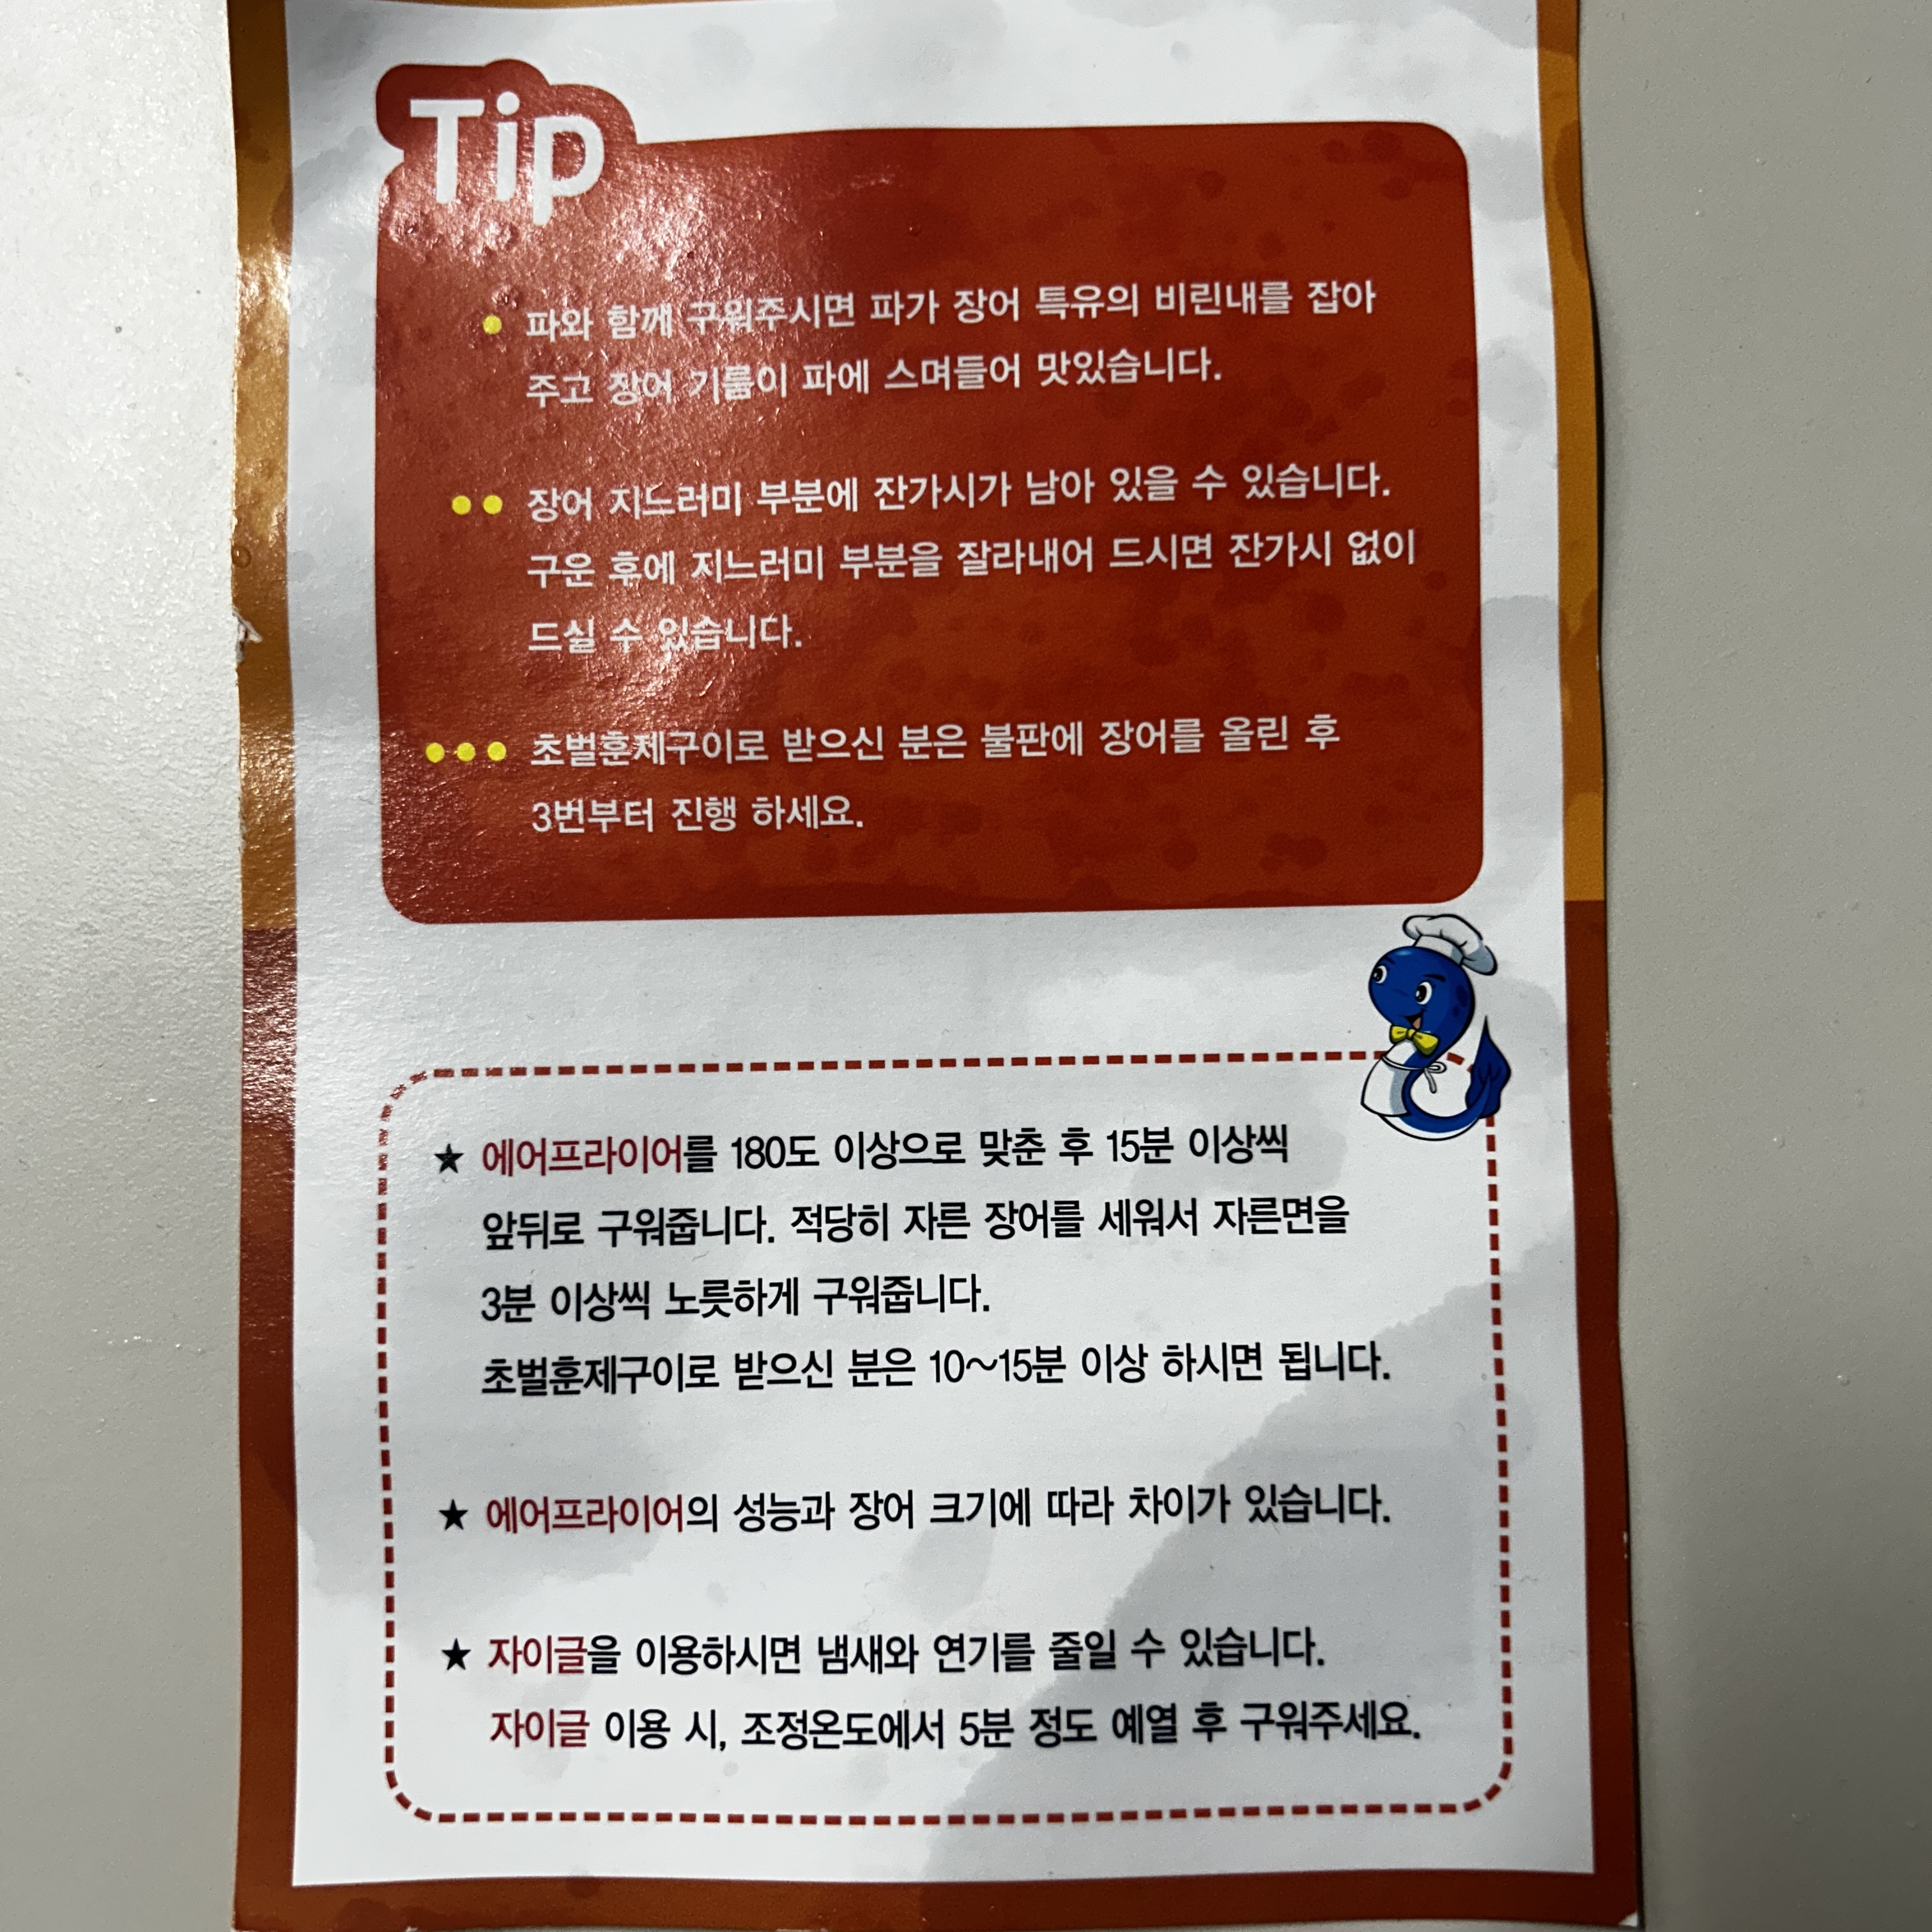 Tip
• 파와 함께 구워주시면 파가 장어 특유의 비린내를 잡아
주고 장어 기름이 파에 스며들어 맛있습니다.
•• 장어 지느러미 부분에 잔가시가 남아 있을 수 있습니다.
구운 후에 지느러미 부분을 잘라내어 드시면 잔가시 없이
드실 수 있습니다.
••• 초벌훈제구이로 받으신 분은 불판에 장어를 올린 후
3번부터 진행 하세요.
★ 에어프라이어를 180도 이상으로 맞춘 후 15분 이상씩
앞뒤로 구워줍니다. 적당히 자른 장어를 세워서 자른면을
3분 이상씩 노릇하게 구워줍니다.
초벌훈제구이로 받으신 분은 10～15분 이상 하시면 됩니다.
★ 에어프라이어의 성능과 장어 크기에 따라 차이가 있습니다.
★ 자이글을 이용하시면 냄새와 연기를 줄일 수 있습니다.
자이글 이용 시, 조정온도에서 5분 정도 예열 후 구워주세요.